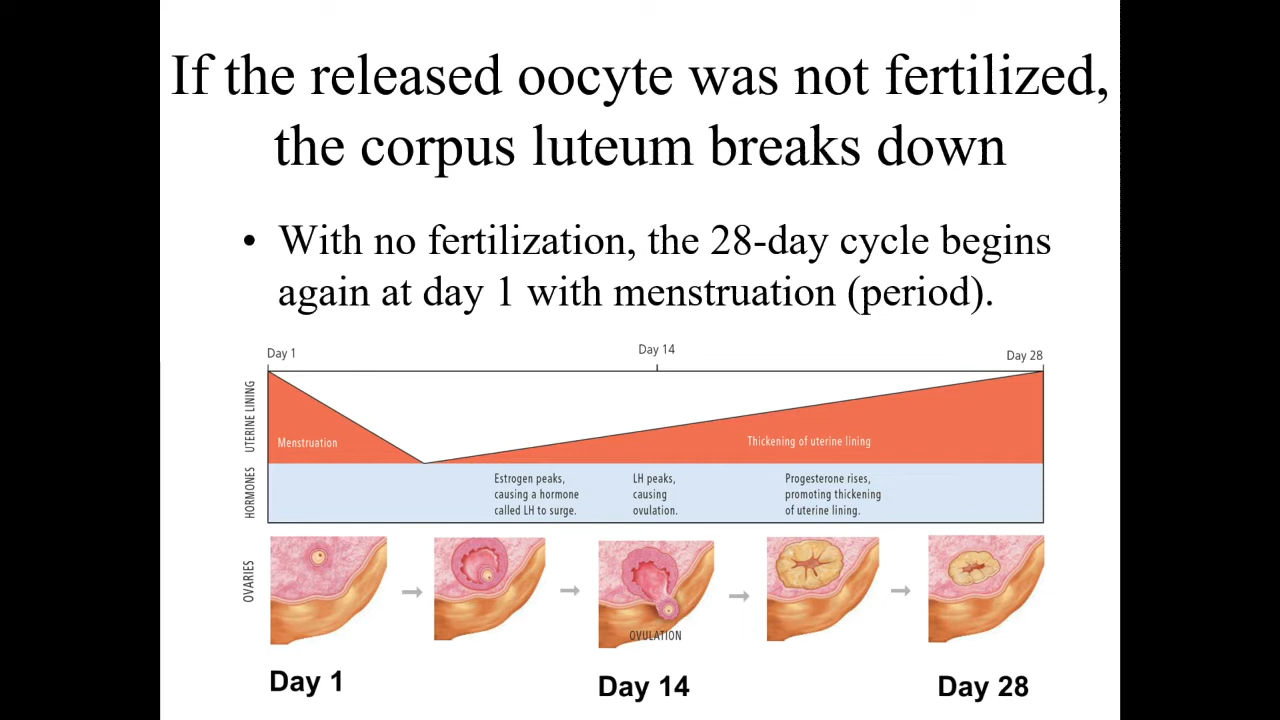 If the released oocyte was not fertilized,
the corpus luteum breaks down
• With no fertilization, the 28-day cycle begins
again at day 1 with menstruation (period).
Day 1
Day 14
Day 28
UTERINE LINING
Menstruation
Thickening of uterine lining
HORMONES
Estrogen peaks,
causing a hormone
called LH to surge.
LH peaks,
causing
ovulation.
Progesterone rises,
promoting thickening
of uterine lining.
OVARIES
OVULATION
Day 1
Day 14
Day 28